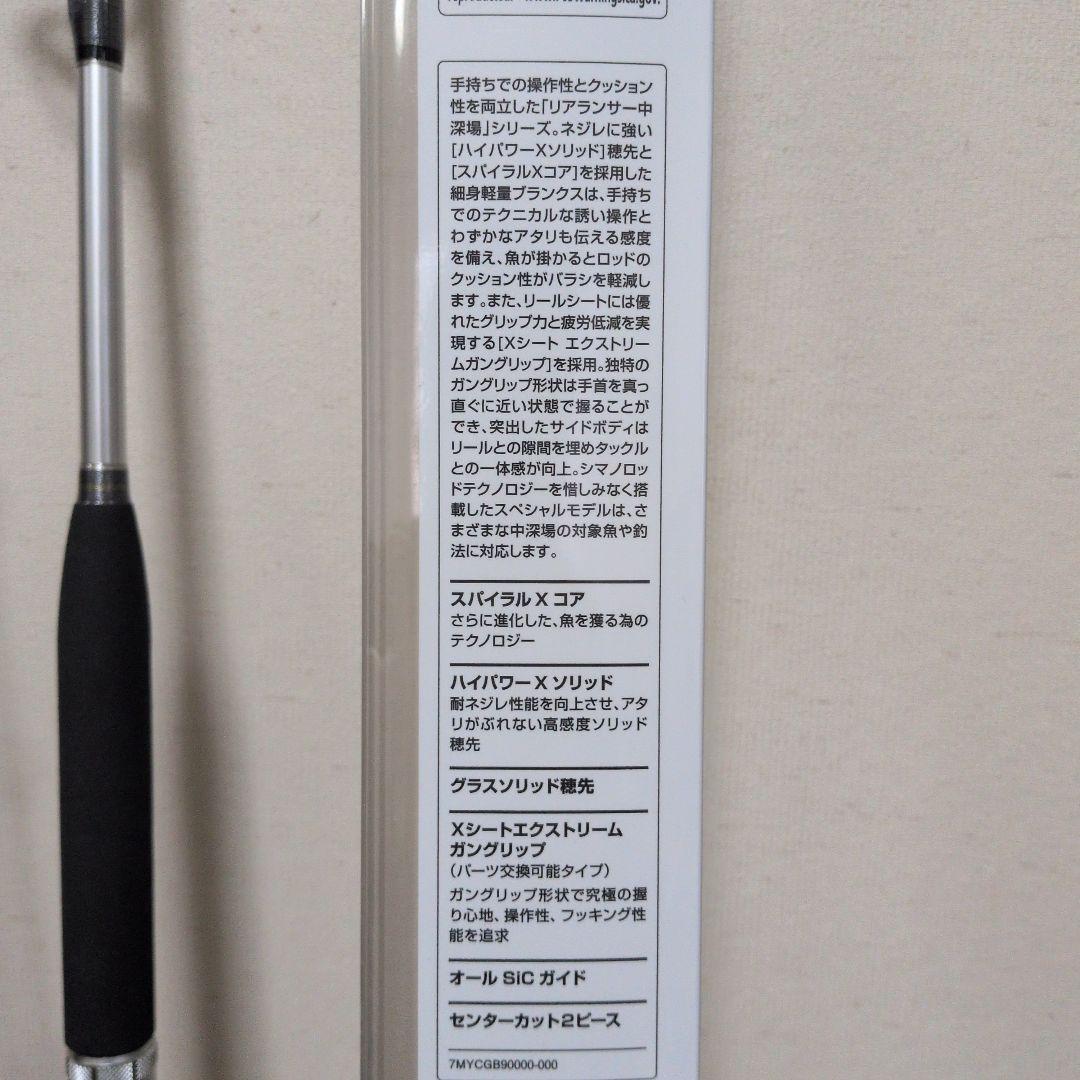 手持ちでの操作性とクッション
性を両立した「リアランサー中
深場」シリーズ。ネジレに強い
[ハイパワーXソリッド]穂先と
[スパイラルXコア]を採用した
細身軽量ブランクスは、手持ち
でのテクニカルな誘い操作と
わずかなアタリも伝える感度
を備え、魚が掛かるとロッドの
クッション性がバラシを軽減し
ます。また、リールシートには優
れたグリップ力と疲労低減を実
現する[Xシート エクストリー
ムガングリップ]を採用。独特の
ガングリップ形状は手首を真っ
直ぐに近い状態で握ることが
でき、突出したサイドボディは
リールとの隙間を埋めタックル
との一体感が向上。シマノロッ
ドテクノロジーを惜しみなく搭
載したスペシャルモデルは、さ
まざまな中深場の対象魚や釣
法に対応します。
スパイラル X コア
さらに進化した、魚を獲る為の
テクノロジー
ハイパワー X ソリッド
耐ネジレ性能を向上させ、アタ
リがぶれない高感度ソリッド
穂先
グラスソリッド穂先
Xシートエクストリーム
ガングリップ
(パーツ交換可能タイプ)
ガングリップ形状で究極の握
り心地、操作性、フッキング性
能を追求
オール SiC ガイド
センターカット2ピース
7MYCGB90000-000